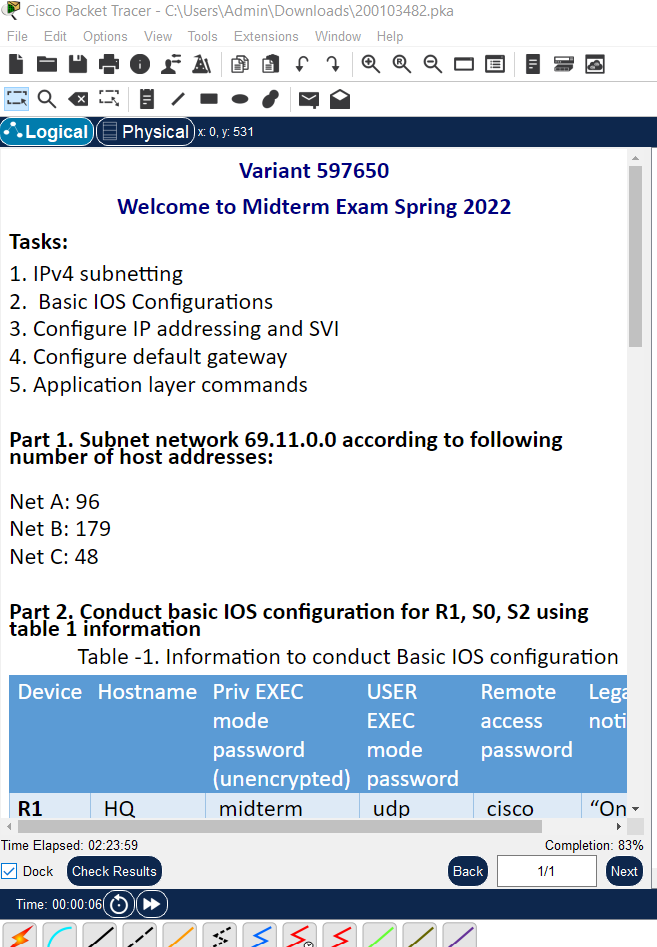 Cisco Packet Tracer - C:\Users\Admin\Downloads\200103482.pka
File Edit Options View Tools Extensions Window Help
Logical Physical x: 0, y: 531
Variant 597650
Welcome to Midterm Exam Spring 2022
Tasks:
1. IPv4 subnetting
2. Basic IOS Configurations
3. Configure IP addressing and SVI
4. Configure default gateway
5. Application layer commands
Part 1. Subnet network 69.11.0.0 according to following
number of host addresses:
Net A: 96
Net B: 179
Net C: 48
Part 2. Conduct basic IOS configuration for R1, S0, S2 using
table 1 information
Table -1. Information to conduct Basic IOS configuration
Device Hostname Priv EXEC USER Remote Lega
mode EXEC access noti
password mode password
(unencrypted) password
R1 HQ midterm udp cisco “On
Time Elapsed: 02:23:59 Completion: 83%
Dock Check Results Back 1/1 Next
Time: 00:00:06